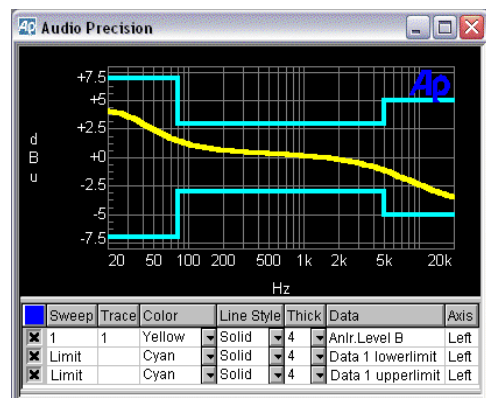 Ap Audio Precision
Ap
+7.5
+5
+2.5
+0
-2.5
-5
-7.5
d
B
u
20 50 100 200 500 1k 2k 5k 20k
Hz
Sweep Trace Color Line Style Thick Data Axis
1 1 Yellow Solid 4 Anlr.Level B Left
Limit Cyan Solid 4 Data 1 lowerlimit Left
Limit Cyan Solid 4 Data 1 upperlimit Left